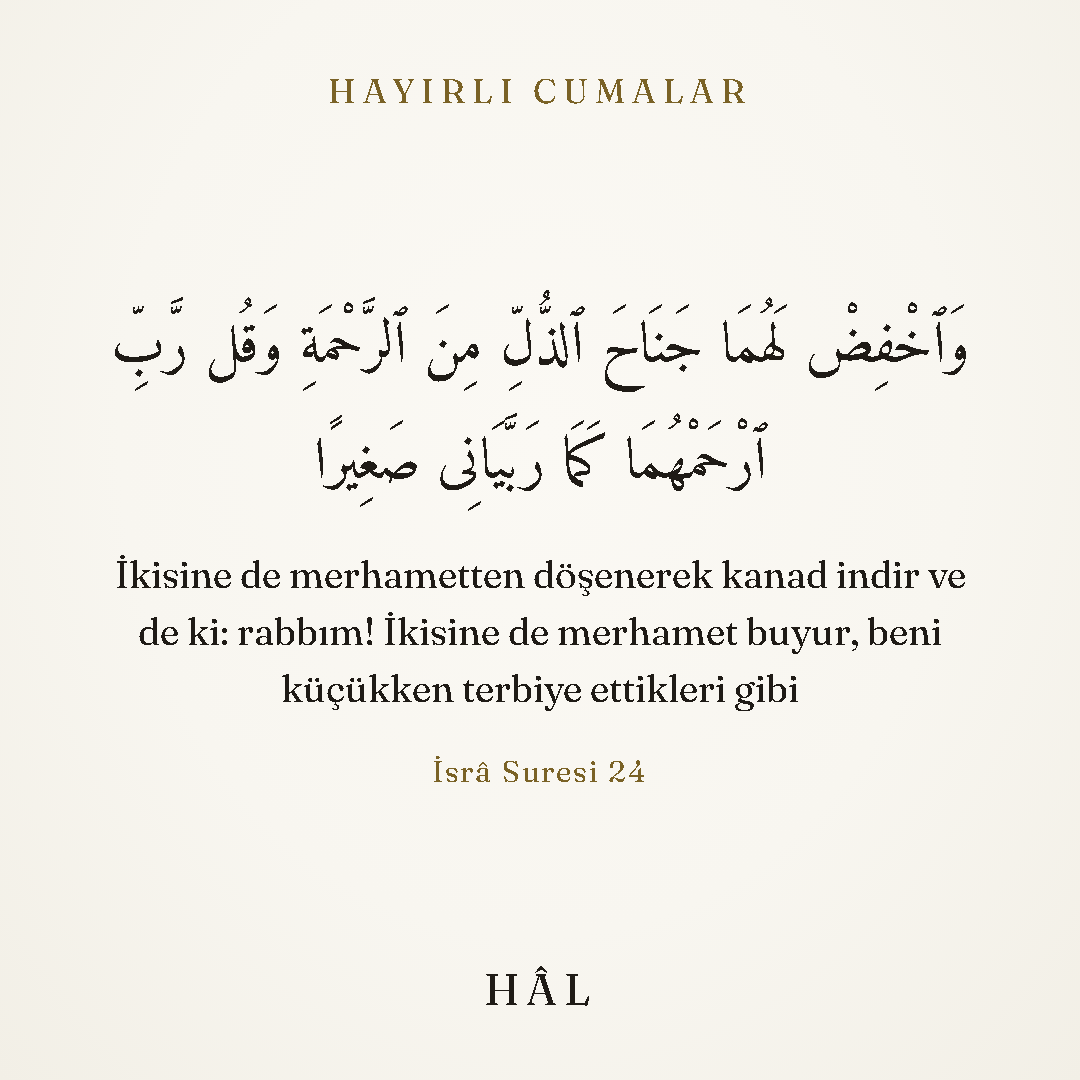 HAYIRLI CUMALAR
وَٱخْفِضْ لَهُمَا جَنَاحَ ٱلذُّلِّ مِنَ ٱلرَّحْمَةِ وَقُل رَّبِّ
ٱرْحَمْهُمَا كَمَا رَبَّيَانِى صَغِيرًا
İkisine de merhametten döşenerek kanad indir ve
de ki: rabbım! İkisine de merhamet buyur, beni
küçükken terbiye ettikleri gibi
İsrâ Suresi 24
HÂL